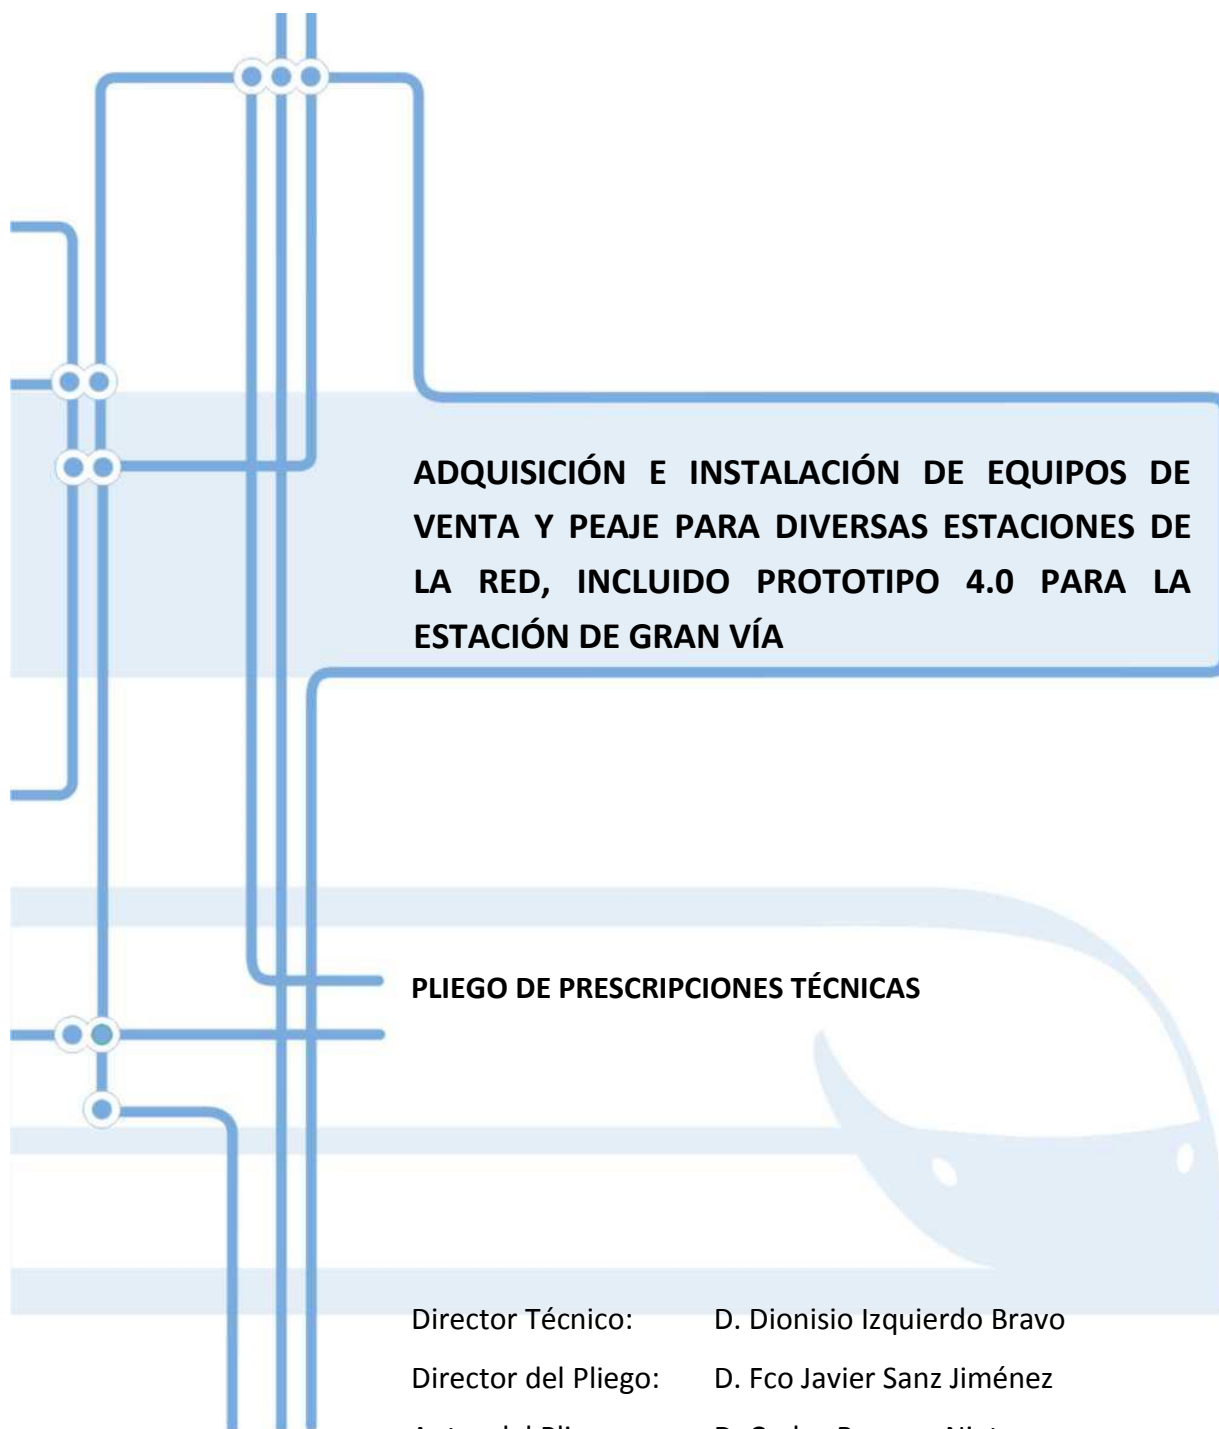 ADQUISICIÓN E INSTALACIÓN DE EQUIPOS DE
VENTA Y PEAJE PARA DIVERSAS ESTACIONES DE
LA RED, INCLUIDO PROTOTIPO 4.0 PARA LA
ESTACIÓN DE GRAN VÍA
PLIEGO DE PRESCRIPCIONES TÉCNICAS
Director Técnico: D. Dionisio Izquierdo Bravo
Director del Pliego: D. Fco Javier Sanz Jiménez